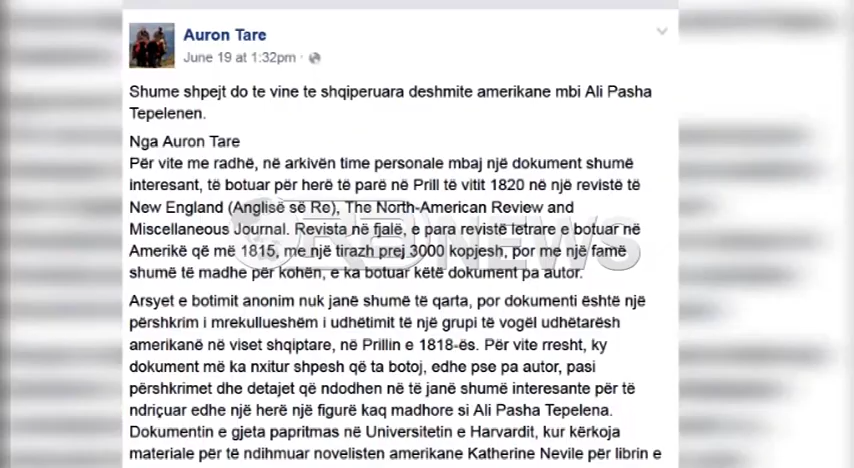 Auron Tare
June 19 at 1:32pm ·
Shume shpejt do te vine te shqiperuara deshmite amerikane mbi Ali Pasha
Tepelenen.
Nga Auron Tare
Për vite me radhë, në arkivën time personale mbaj një dokument shumë
interesant, të botuar për herë të parë në Prill të vitit 1820 në një revistë të
New England (Anglisë së Re), The North-American Review and
Miscellaneous Journal. Revista në fjalë, e para revistë letrare e botuar në
Amerikë që më 1815, me një tirazh prej 3000 kopjesh, por me një famë
shumë të madhe për kohën, e ka botuar këtë dokument pa autor.
ORA NEWS
Arsyet e botimit anonim nuk janë shumë të qarta, por dokumenti është një
përshkrim i mrekullueshëm i udhëtimit të një grupi të vogël udhëtarësh
amerikanë në viset shqiptare, në Prillin e 1818-ës. Për vite rresht, ky
dokument më ka nxitur shpesh që ta botoj, edhe pse pa autor, pasi
përshkrimet dhe detajet që ndodhen në të janë shumë interesante për të
ndriçuar edhe një herë një figurë kaq madhore si Ali Pasha Tepelena.
Dokumentin e gjeta papritmas në Universitetin e Harvardit, kur kërkoja
materiale për të ndihmuar novelisten amerikane Katherine Nevile për librin e